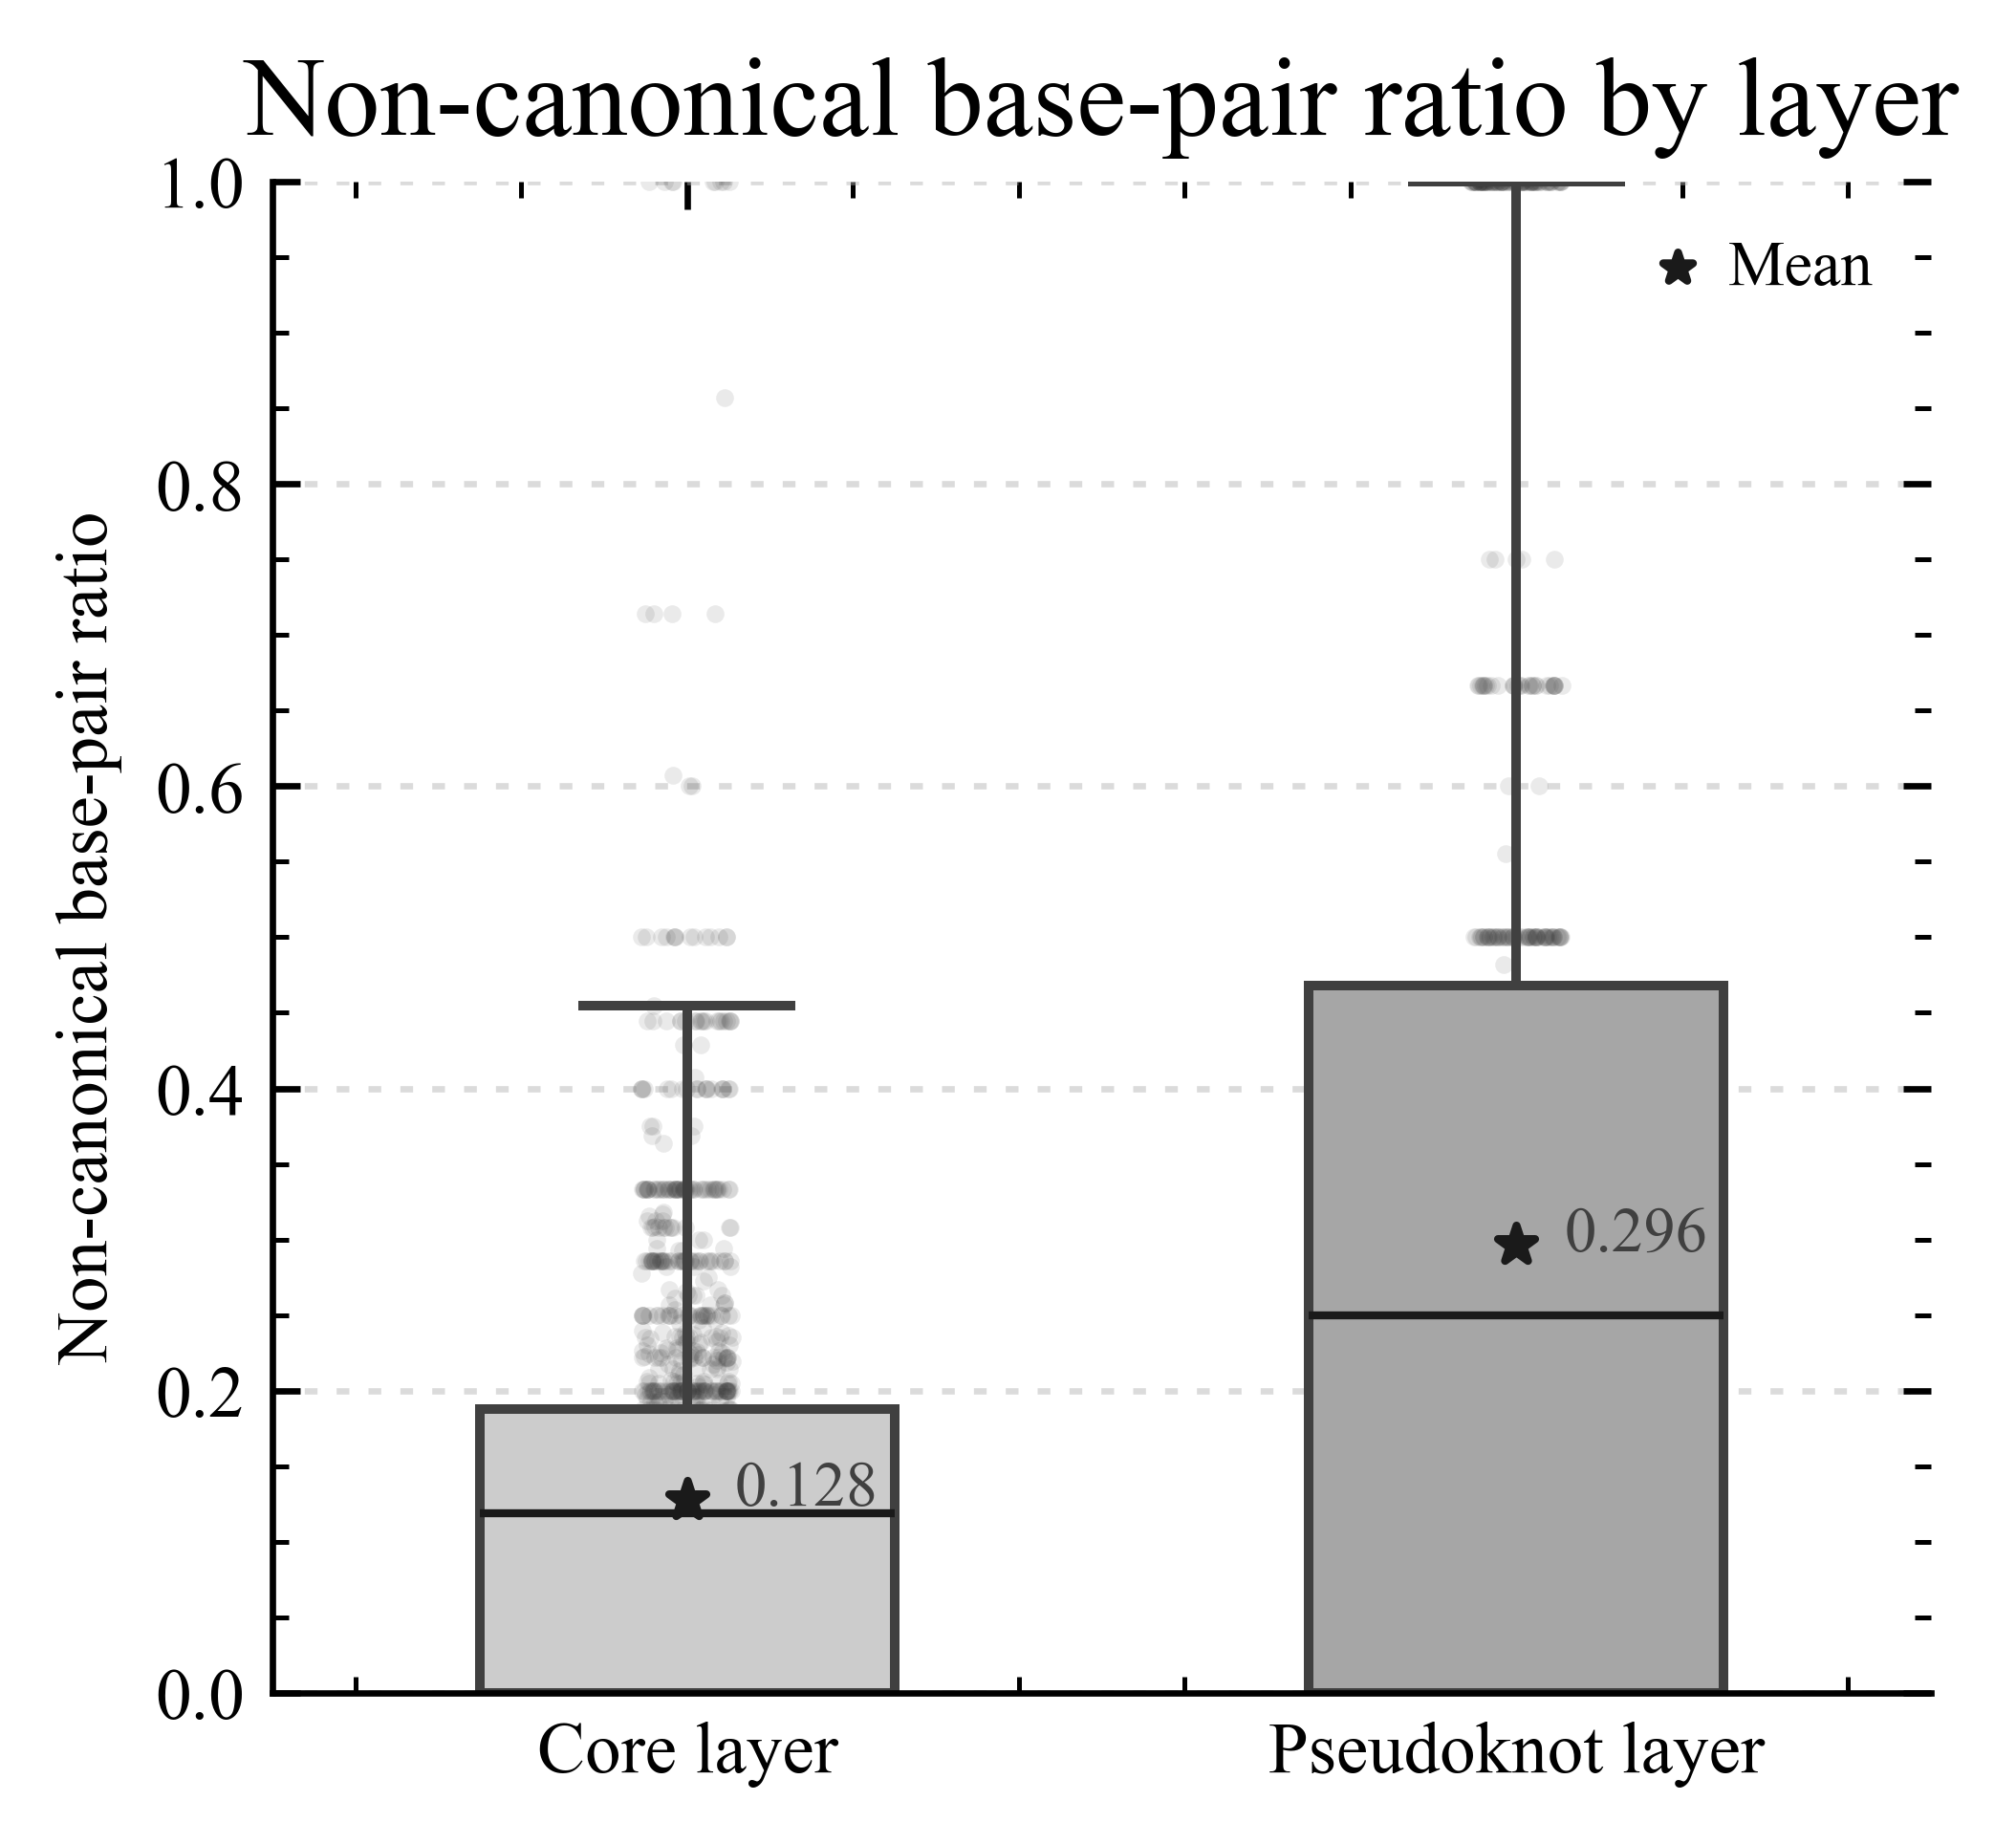 Non-canonical base-pair ratio by layer
1.0
0.8
0.6
0.4
0.2
0.0
Non-canonical base-pair ratio
Mean
0.296
0.128
Core layer
Pseudoknot layer